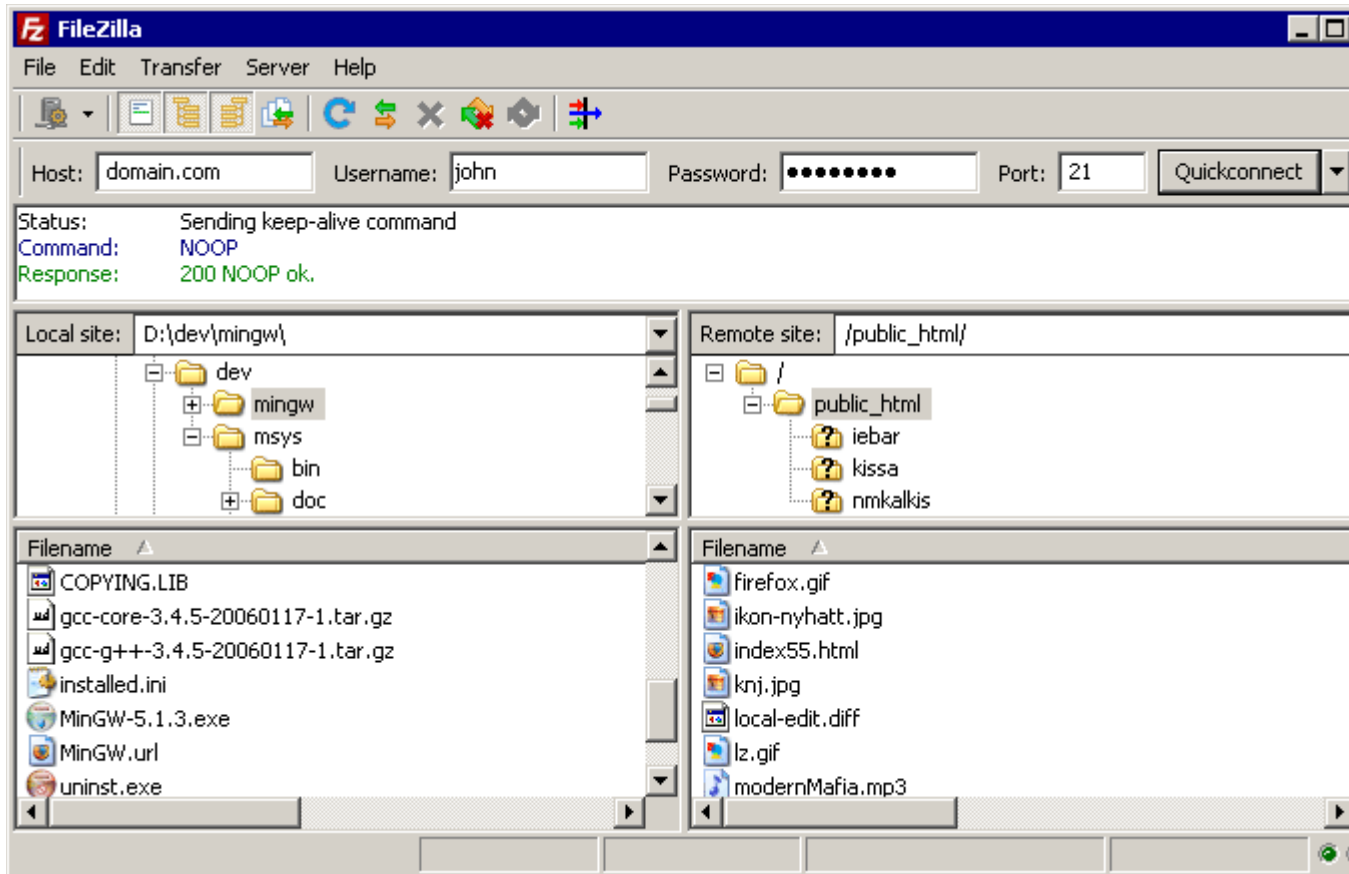 FileZilla
File Edit Transfer Server Help
Host: domain.com Username: john Password: ●●●●●●●● Port: 21 Quickconnect
Status: Sending keep-alive command
Command: NOOP
Response: 200 NOOP ok.
Local site: D:\dev\mingw\
dev
mingw
msys
bin
doc
Remote site: /public_html/
/
public_html
iebar
kissa
nmkalkis
Filename
COPYING.LIB
gcc-core-3.4.5-20060117-1.tar.gz
gcc-g++-3.4.5-20060117-1.tar.gz
installed.ini
MinGW-5.1.3.exe
MinGW.url
uninst.exe
Filename
firefox.gif
ikon-nyhatt.jpg
index55.html
knj.jpg
local-edit.diff
lz.gif
modernMafia.mp3